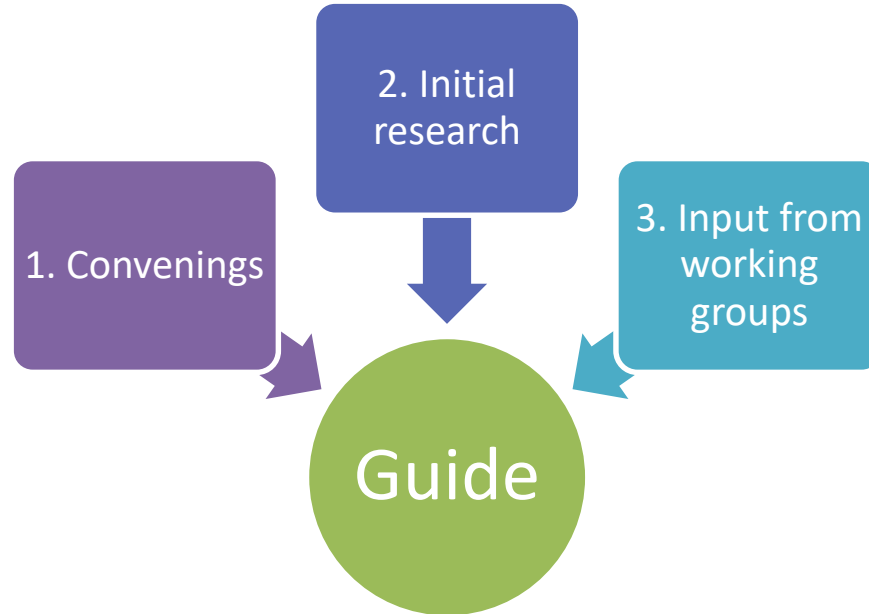 1. Convenings
2. Initial
research
3. Input from
working
groups
Guide